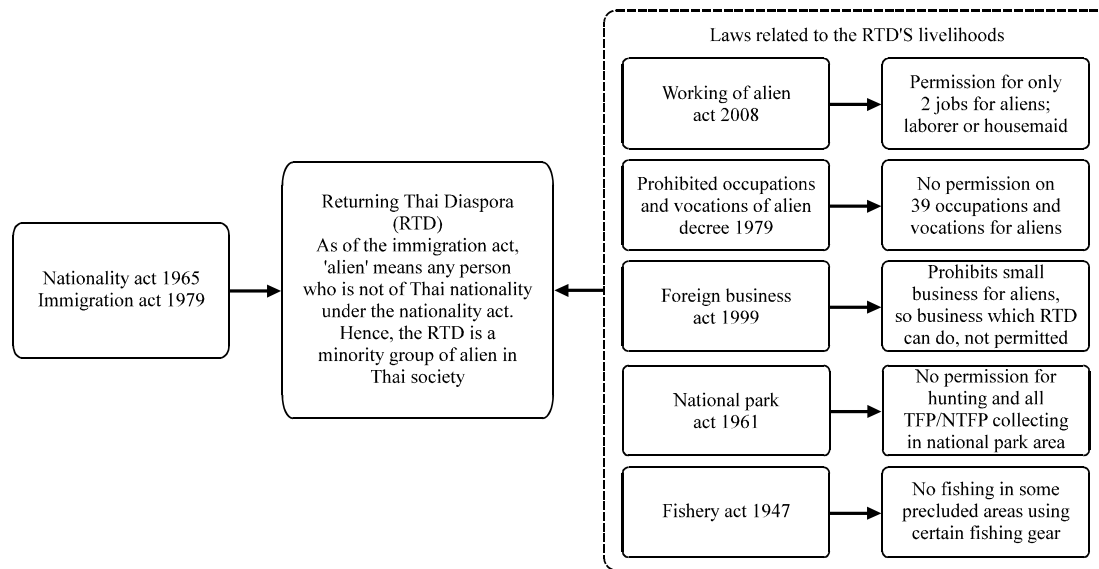 Nationality act 1965
Immigration act 1979
Returning Thai Diaspora
(RTD)
As of the immigration act,
'alien' means any person
who is not of Thai nationality
under the nationality act.
Hence, the RTD is a
minority group of alien in
Thai society
Laws related to the RTD'S livelihoods
Working of alien
act 2008
Permission for only
2 jobs for aliens;
laborer or housemaid
Prohibited occupations
and vocations of alien
decree 1979
No permission on
39 occupations and
vocations for aliens
Foreign business
act 1999
Prohibits small
business for aliens,
so business which RTD
can do, not permitted
National park
act 1961
No permission for
hunting and all
TFP/NTFP collecting
in national park area
Fishery act 1947
No fishing in some
precluded areas using
certain fishing gear